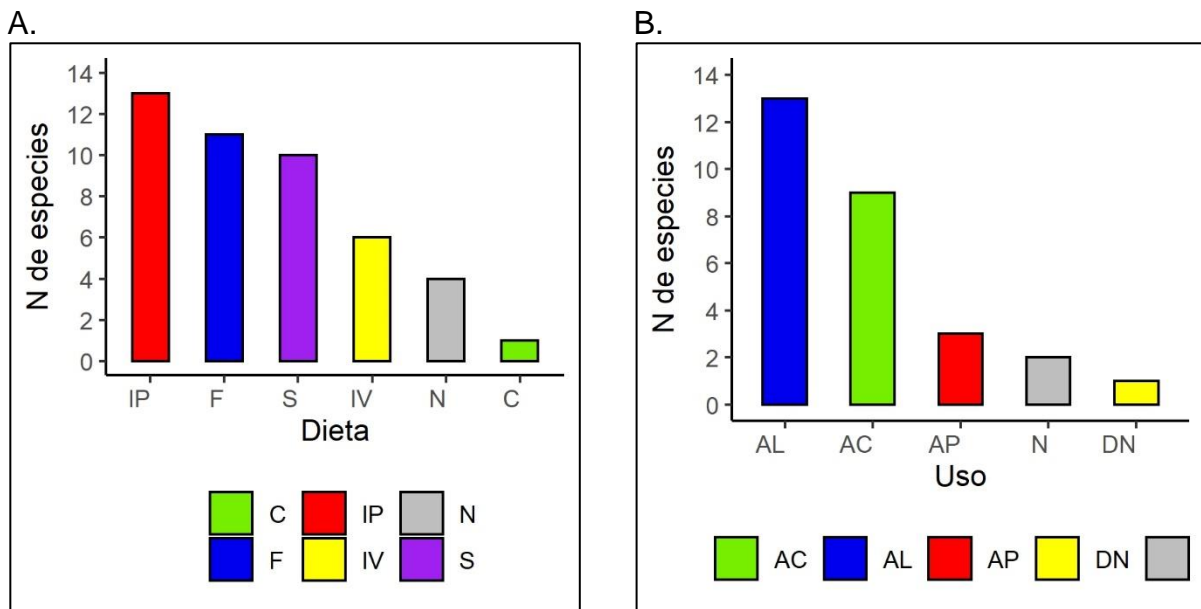 A.
14
12
10
8
6
4
2
0
N de especies
IP F S IV N C
Dieta
C IP N
F IV S
B.
14
12
10
8
6
4
2
0
N de especies
AL AC AP N DN
Uso
AC AL AP DN